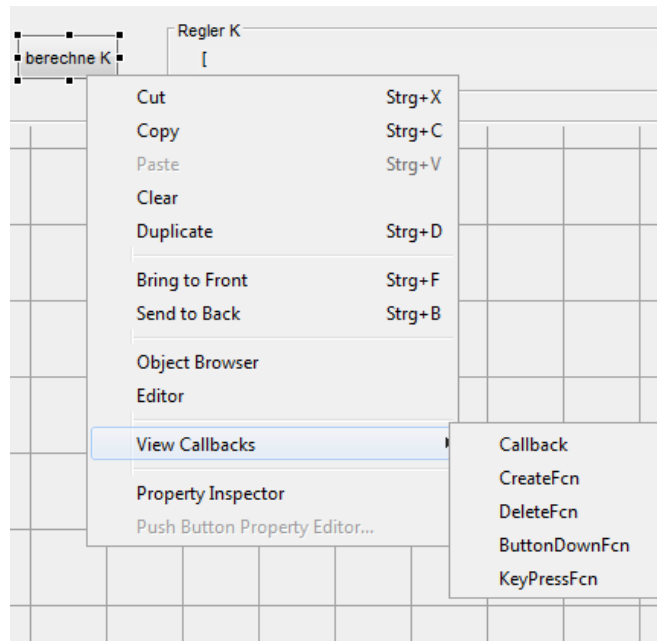 Regler K
berechne K
[
Cut Strg+X
Copy Strg+C
Paste Strg+V
Clear
Duplicate Strg+D
Bring to Front Strg+F
Send to Back Strg+B
Object Browser
Editor
View Callbacks
Callback
CreateFcn
DeleteFcn
ButtonDownFcn
KeyPressFcn
Property Inspector
Push Button Property Editor...